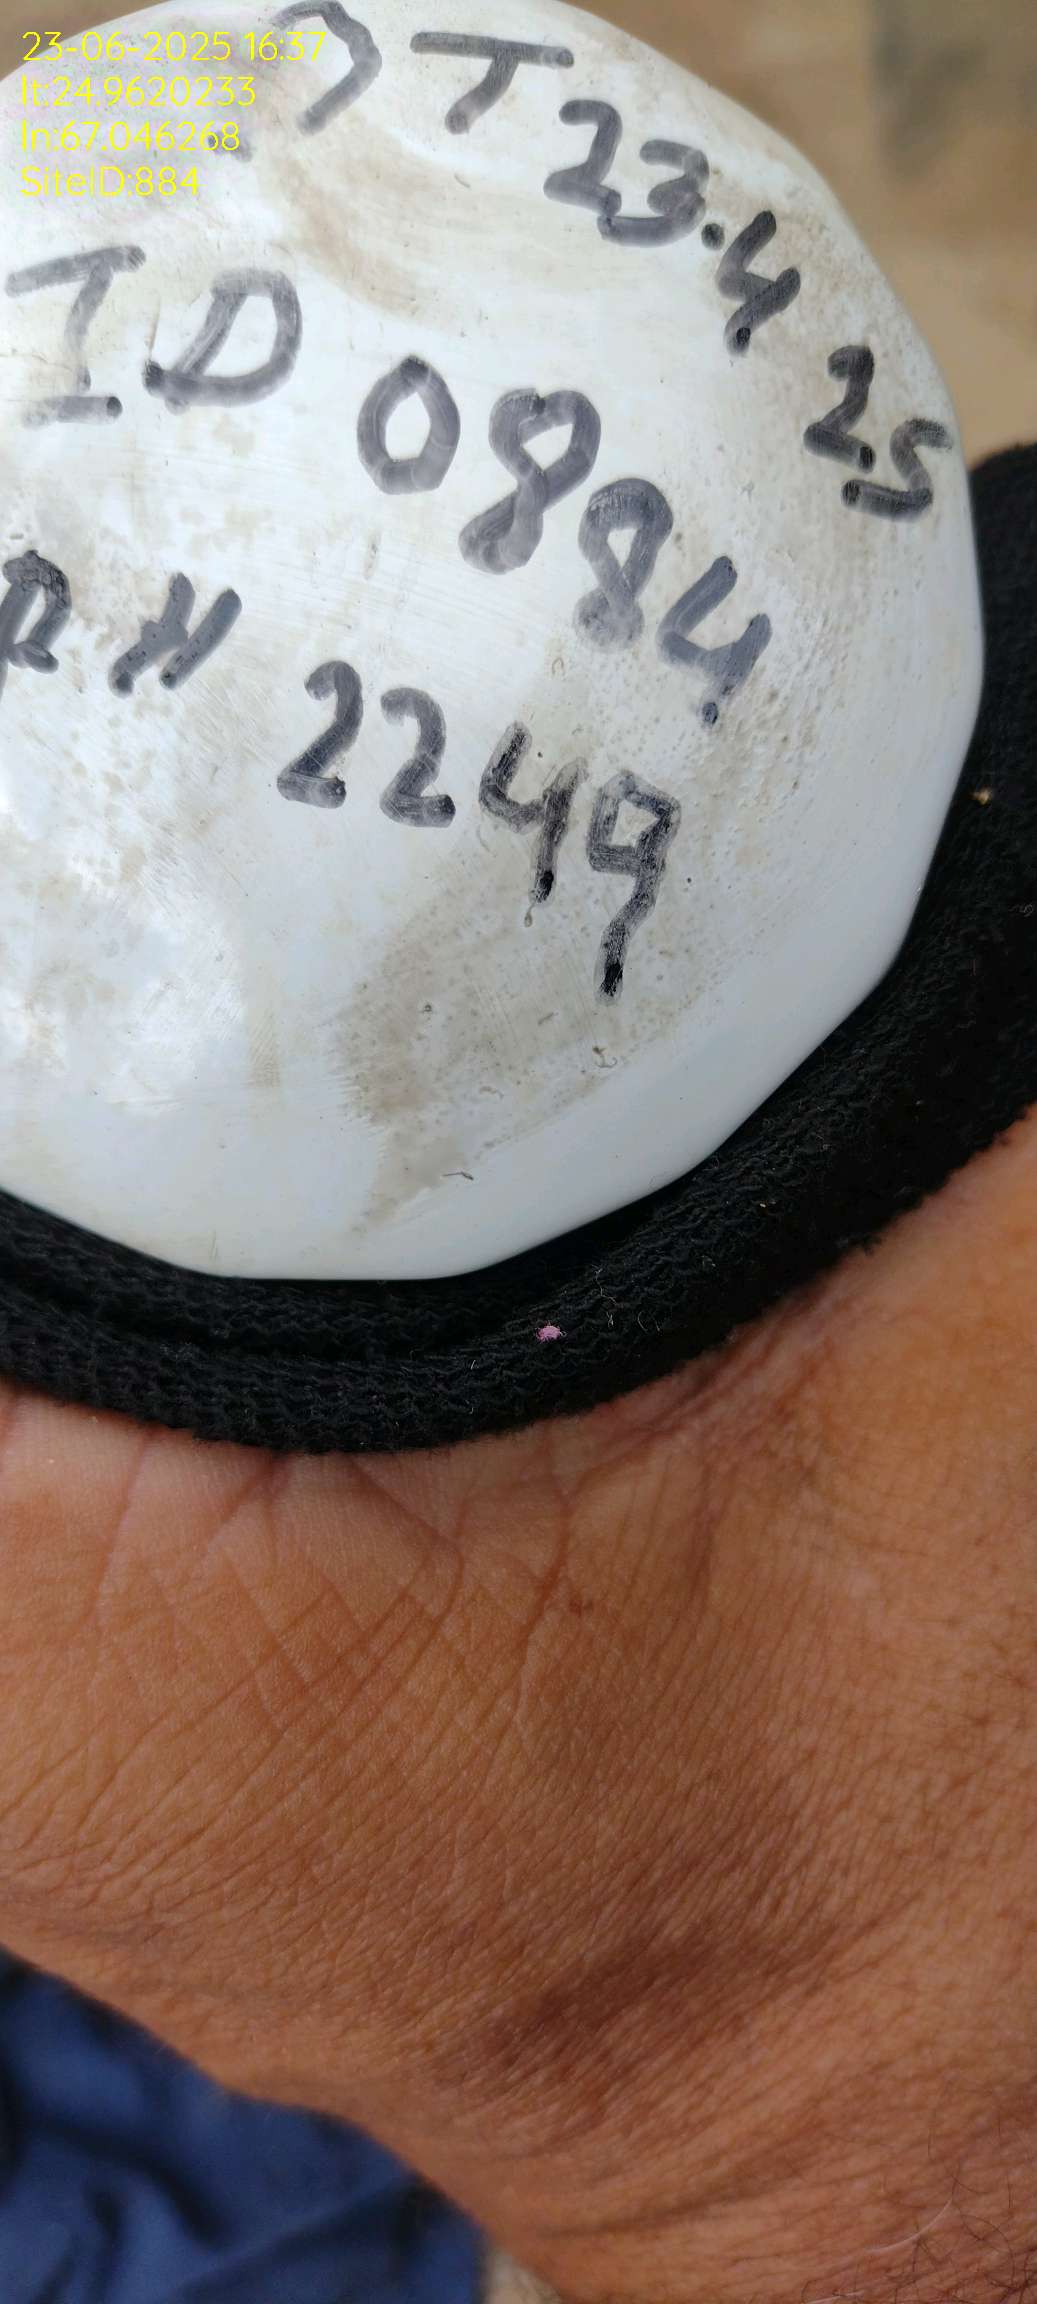 23-06-2025 16:37
lt:24.9620233
ln:67.046268
SiteID:884
T 23.4 25
ID 0884
RH 2249